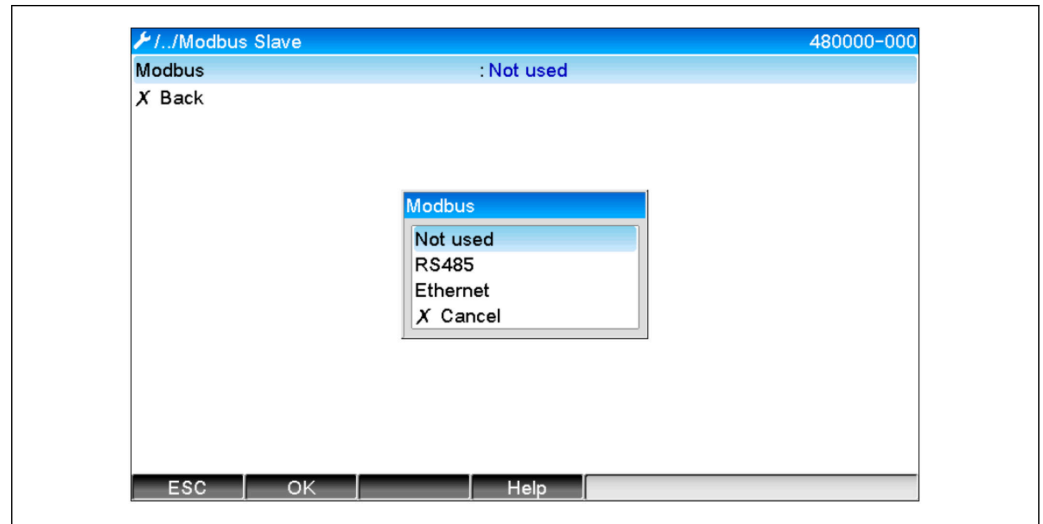 /../Modbus Slave 480000-000
Modbus : Not used
X Back
Modbus
Not used
RS485
Ethernet
X Cancel
ESC OK Help